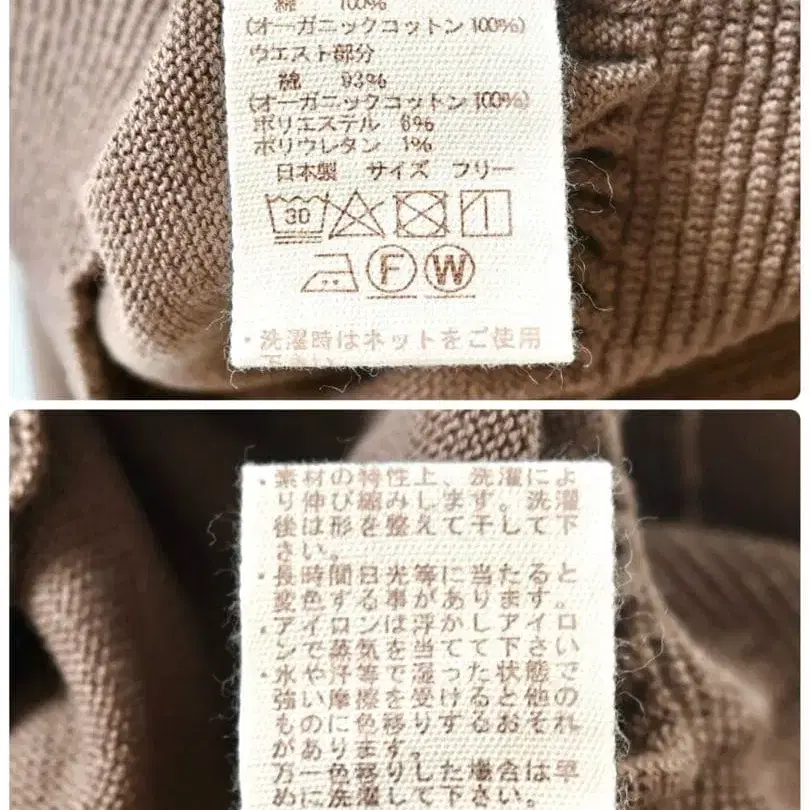 綿 100%
(オーガニックコットン 100%)
ウエスト部分
綿 93%
(オーガニックコットン 100%)
ポリエステル 6%
ポリウレタン 1%
日本製 サイズ フリー
30
F W
・洗濯時はネットをご使用
下さい。
・素材の特性上、洗濯によ
り伸び縮みします。洗濯
後は形を整えて干して下
さい。
・長時間日光等に当たると
変色する事があります。
・アイロンは浮かしアイロ
ンで蒸気を当てて下さい
・水や汗等で湿った状態で
強い摩擦を受けると他の
ものに色移りするおそれ
があります。
万一色移りした場合は早
めに洗濯して下さい。